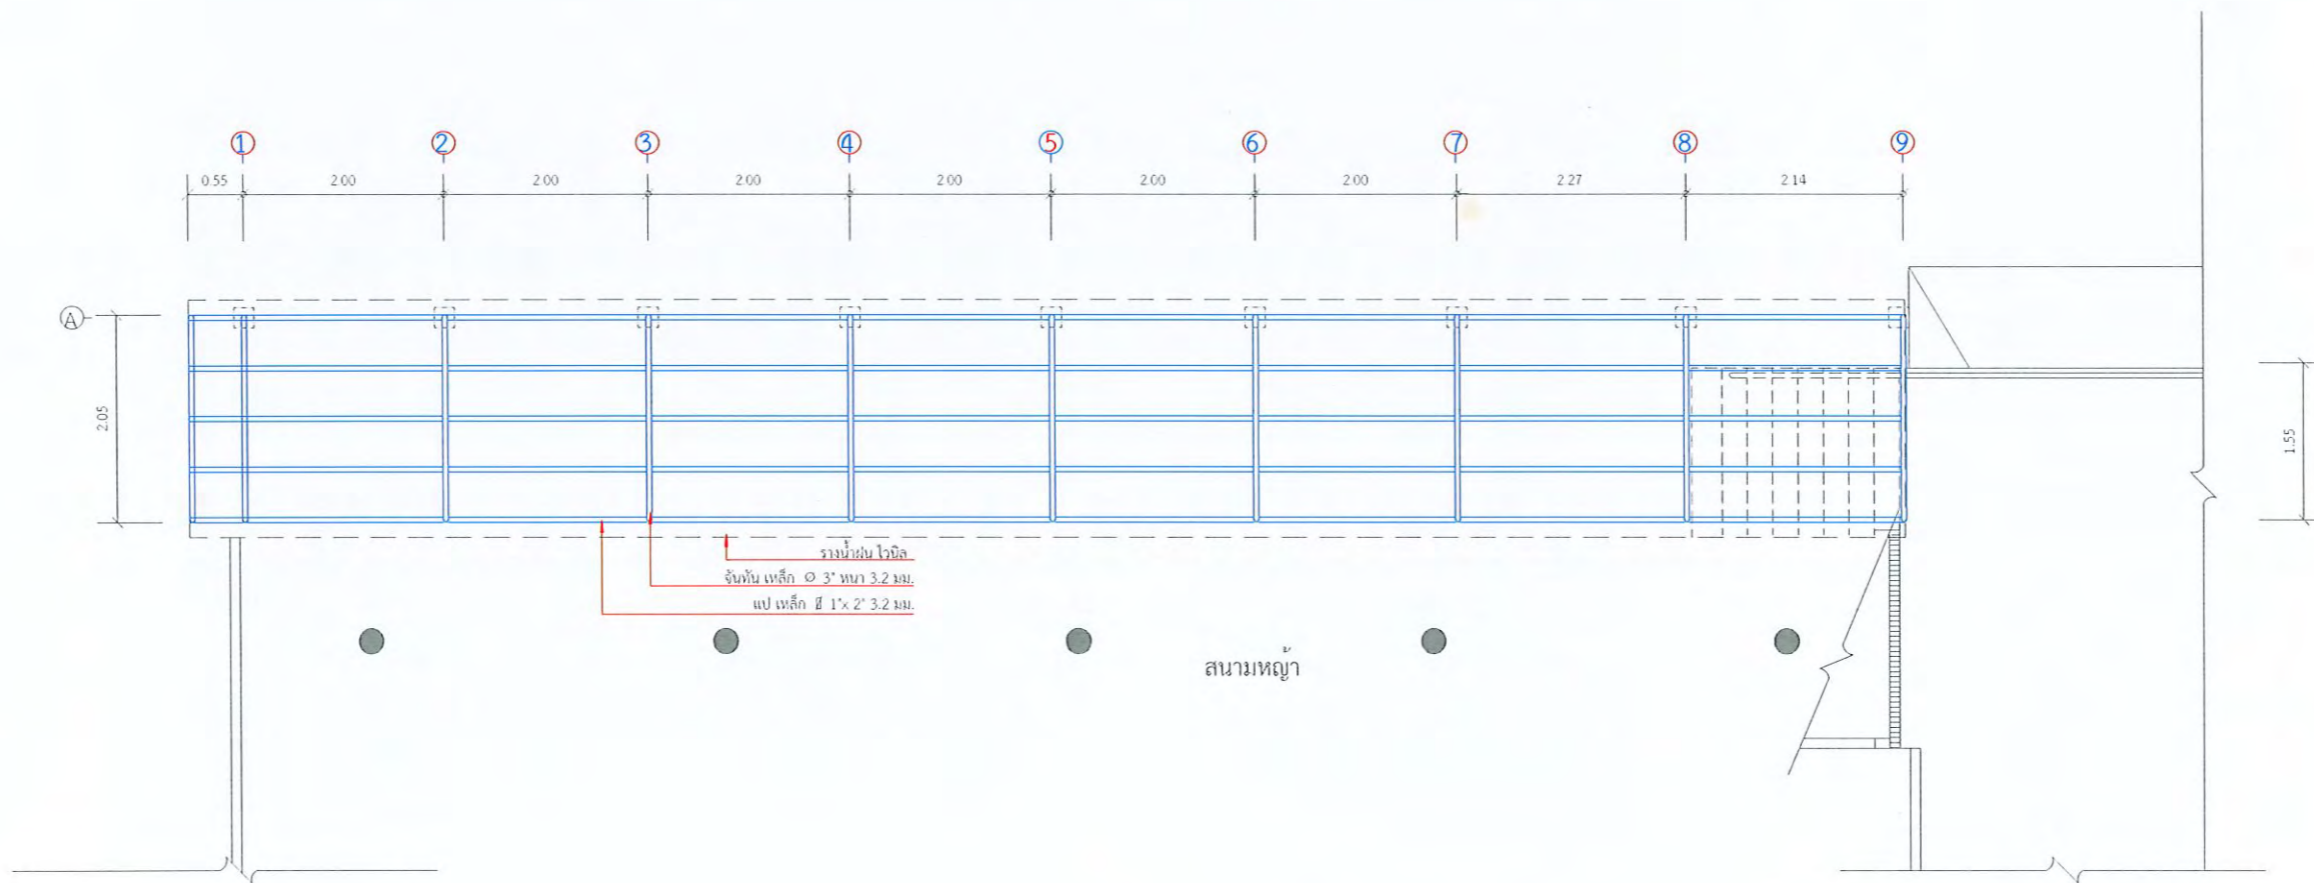 1 2 3 4 5 6 7 8 9
0.55 2.00 2.00 2.00 2.00 2.00 2.00 2.27 2.14
A
2.05
1.55
รางน้ำฝน ไวนิล
จันทัน เหล็ก Ø 3" หนา 3.2 มม.
แป เหล็ก 1"x 2" 3.2 มม.
สนามหญ้า